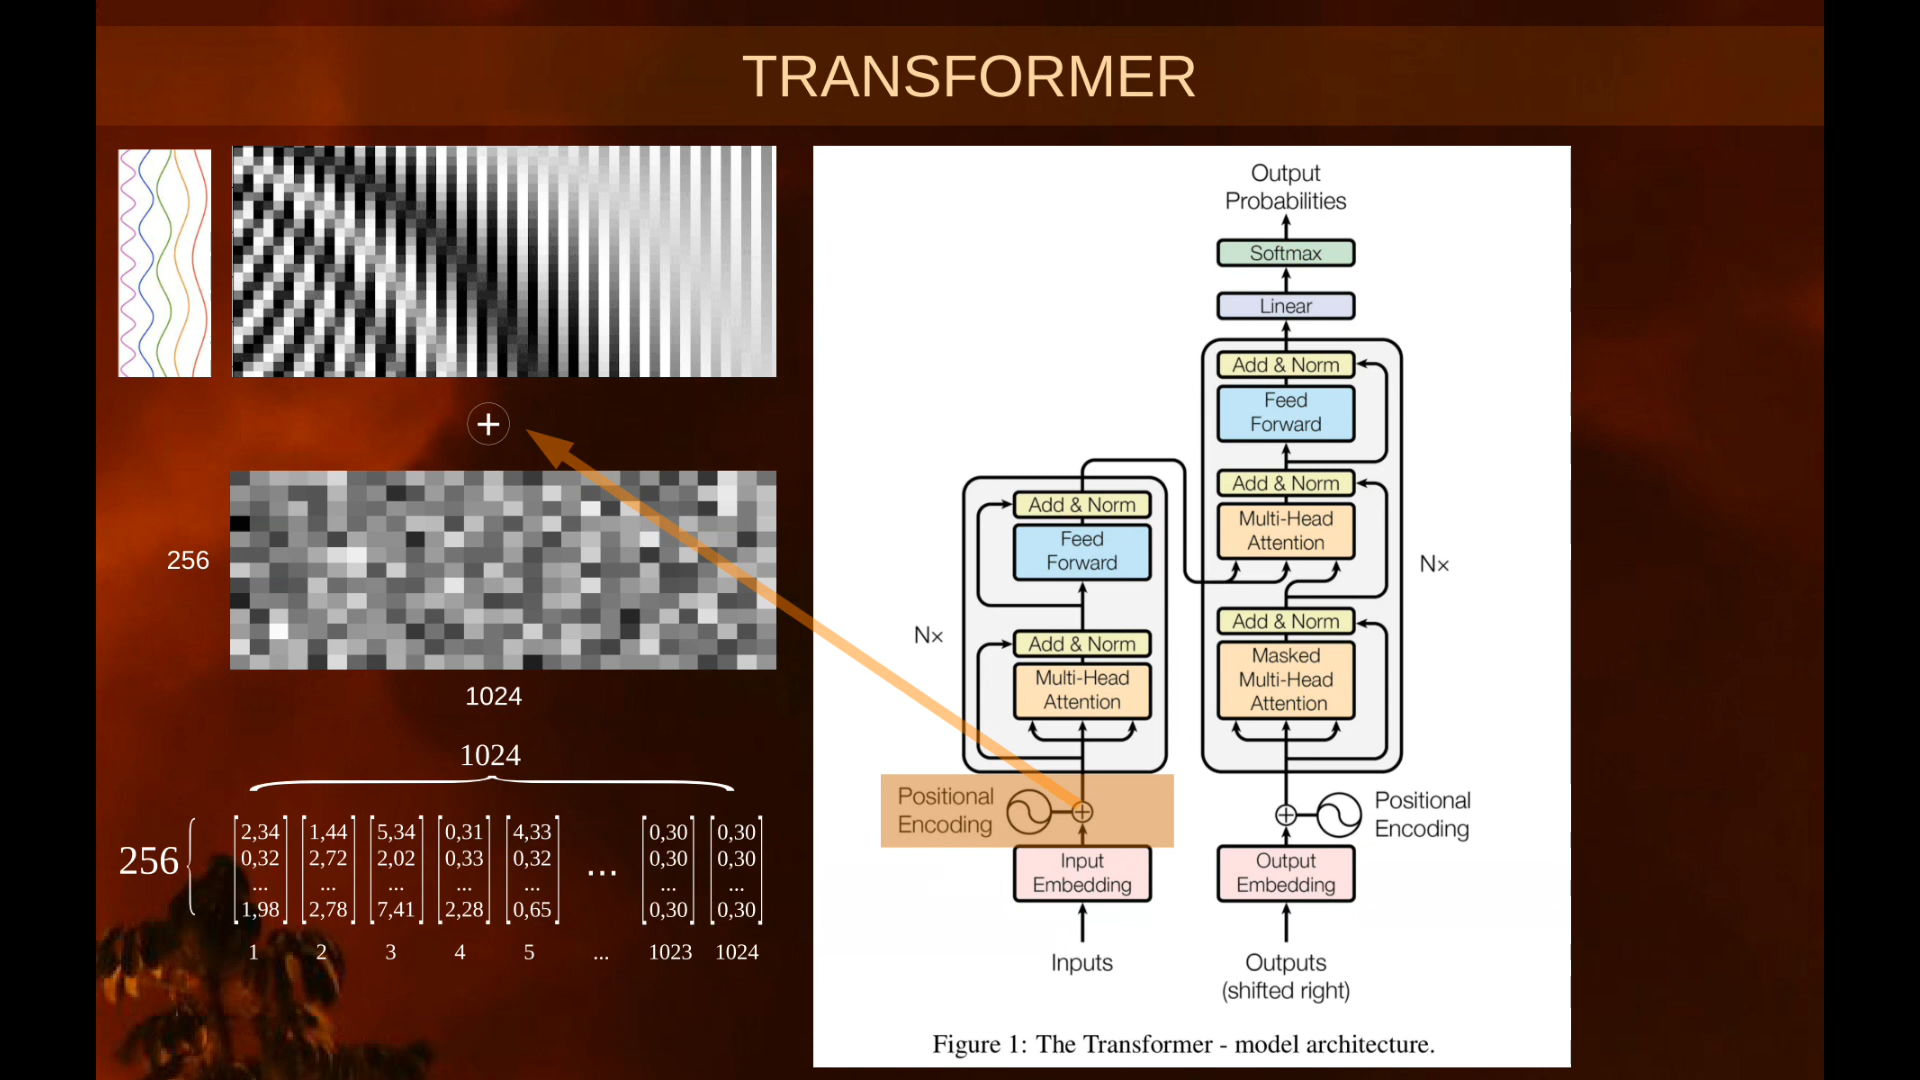 TRANSFORMER
256
1024
1024
256
2,34 1,44 5,34 0,31 4,33 0,30 0,30
0,32 2,72 2,02 0,33 0,32 ... 0,30 0,30
... ... ... ... ... ... ...
1,98 2,78 7,41 2,28 0,65 0,30 0,30
1 2 3 4 5 ... 1023 1024
Output
Probabilities
Softmax
Linear
Add & Norm
Feed
Forward
Add & Norm
Multi-Head
Attention
Nx
Add & Norm
Masked
Multi-Head
Attention
Positional
Encoding
Output
Embedding
Outputs
(shifted right)
Add & Norm
Feed
Forward
Nx
Add & Norm
Multi-Head
Attention
Positional
Encoding
Input
Embedding
Inputs
Figure 1: The Transformer - model architecture.